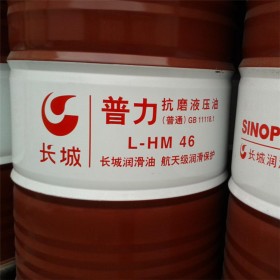 长城
普力 抗磨液压油
(普通) GB 11118.1
L-HM 46
长城润滑油 航天级润滑保护
SINOP
长城润